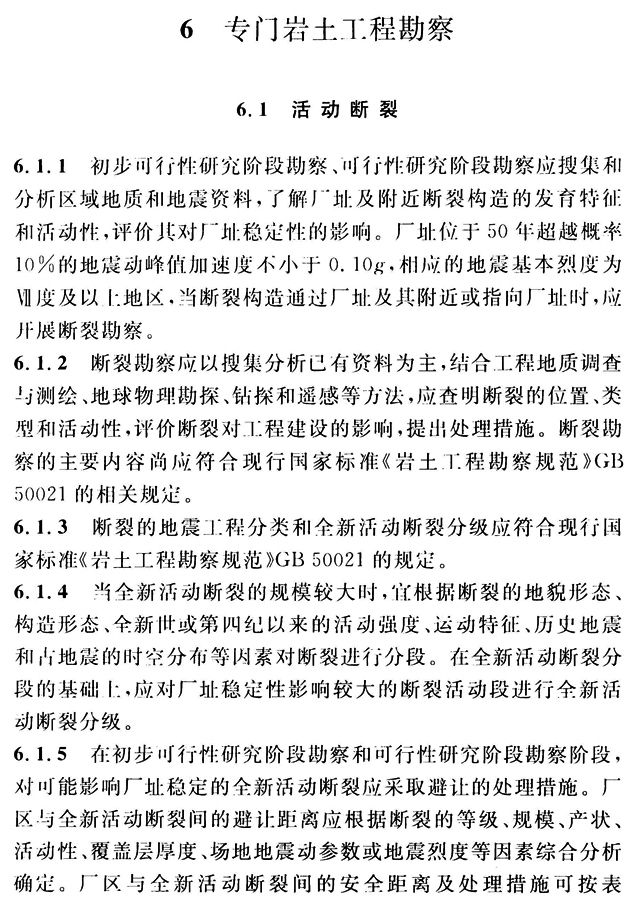 6 专门岩土工程勘察
6.1 活动断裂
6.1.1 初步可行性研究阶段勘察、可行性研究阶段勘察应搜集和
分析区域地质和地震资料,了解厂址及附近断裂构造的发育特征
和活动性,评价其对厂址稳定性的影响。厂址位于 50 年超越概率
10%的地震动峰值加速度不小于 0.10g,相应的地震基本烈度为
Ⅶ度及以上地区,当断裂构造通过厂址及其附近或指向厂址时,应
开展断裂勘察。
6.1.2 断裂勘察应以搜集分析已有资料为主,结合工程地质调查
与测绘、地球物理勘探、钻探和遥感等方法,应查明断裂的位置、类
型和活动性,评价断裂对工程建设的影响,提出处理措施。断裂勘
察的主要内容尚应符合现行国家标准《岩土工程勘察规范》GB
50021 的相关规定。
6.1.3 断裂的地震工程分类和全新活动断裂分级应符合现行国
家标准《岩土工程勘察规范》GB 50021 的规定。
6.1.4 当全新活动断裂的规模较大时,宜根据断裂的地貌形态、
构造形态、全新世或第四纪以来的活动强度、运动特征、历史地震
和古地震的时空分布等因素对断裂进行分段。在全新活动断裂分
段的基础上,应对厂址稳定性影响较大的断裂活动段进行全新活
动断裂分级。
6.1.5 在初步可行性研究阶段勘察和可行性研究阶段勘察阶段,
对可能影响厂址稳定的全新活动断裂应采取避让的处理措施。厂
区与全新活动断裂间的避让距离应根据断裂的等级、规模、产状、
活动性、覆盖层厚度、场地地震动参数或地震烈度等因素综合分析
确定。厂区与全新活动断裂间的安全距离及处理措施可按表